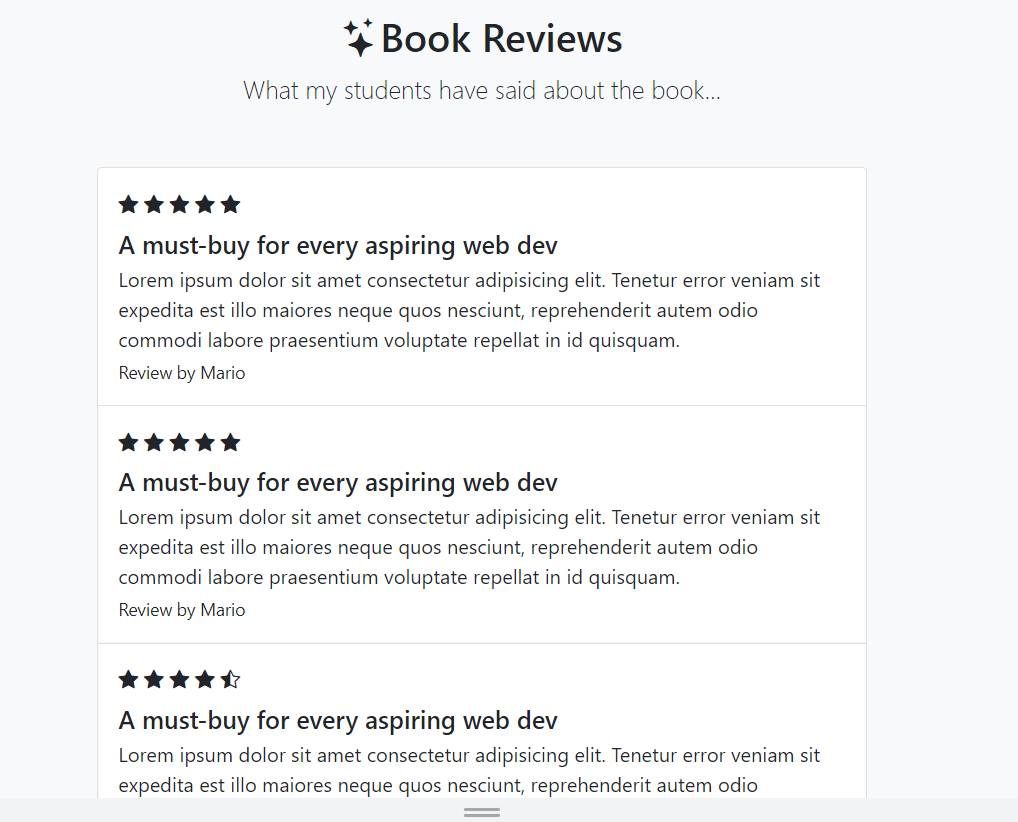 Book Reviews
What my students have said about the book...
A must-buy for every aspiring web dev
Lorem ipsum dolor sit amet consectetur adipisicing elit. Tenetur error veniam sit
expedita est illo maiores neque quos nesciunt, reprehenderit autem odio
commodi labore praesentium voluptate repellat in id quisquam.
Review by Mario
A must-buy for every aspiring web dev
Lorem ipsum dolor sit amet consectetur adipisicing elit. Tenetur error veniam sit
expedita est illo maiores neque quos nesciunt, reprehenderit autem odio
commodi labore praesentium voluptate repellat in id quisquam.
Review by Mario
A must-buy for every aspiring web dev
Lorem ipsum dolor sit amet consectetur adipisicing elit. Tenetur error veniam sit
expedita est illo maiores neque quos nesciunt, reprehenderit autem odio